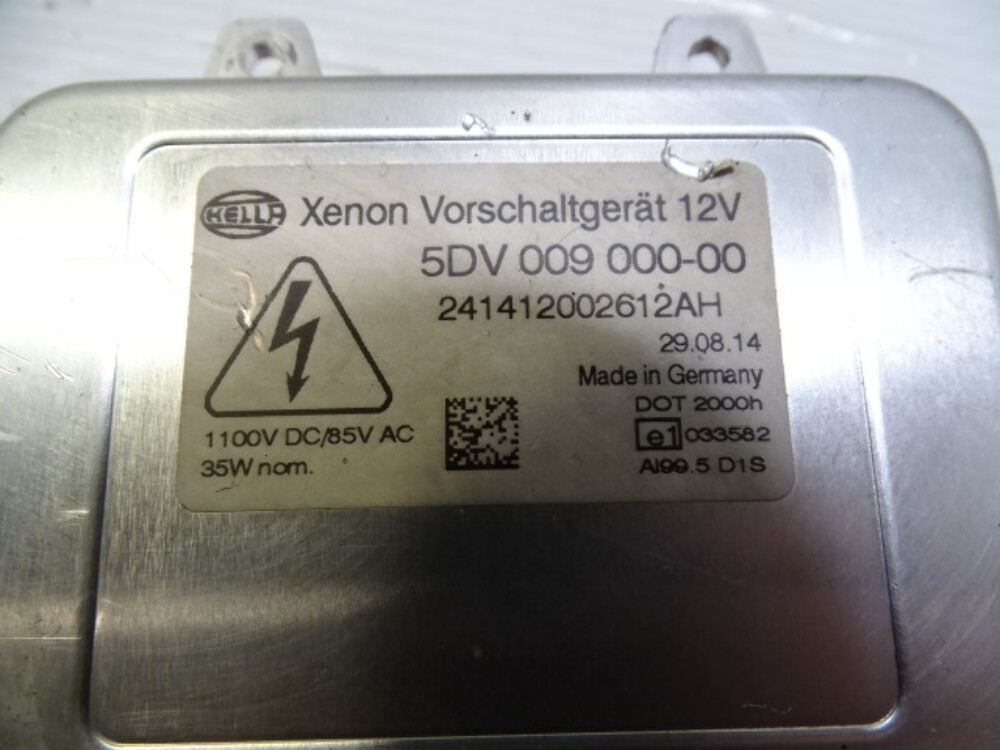 HELLA Xenon Vorschaltgerät 12V
5DV 009 000-00
241412002612AH
29.08.14
Made in Germany
DOT 2000h
1100V DC/85V AC
e1 033582
35W nom.
Al99.5 D1S